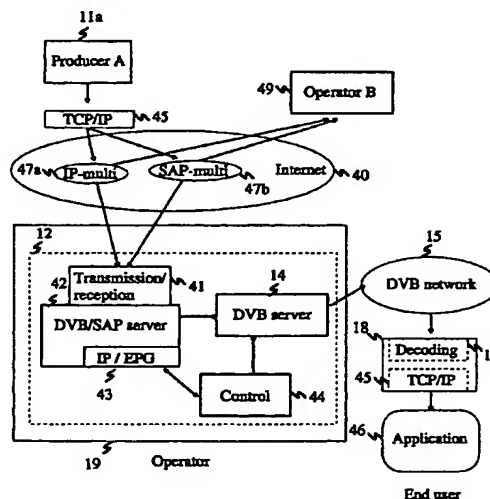 11a
Producer A
TCP/IP
45
49
Operator B
47a
IP-multi
SAP-multi
47b
Internet
40
12
42
Transmission/
reception
41
14
15
DVB/SAP server
DVB server
DVB network
IP / EPG
43
Control
44
18
Decoding
45
TCP/IP
46
Application
19
Operator
End user